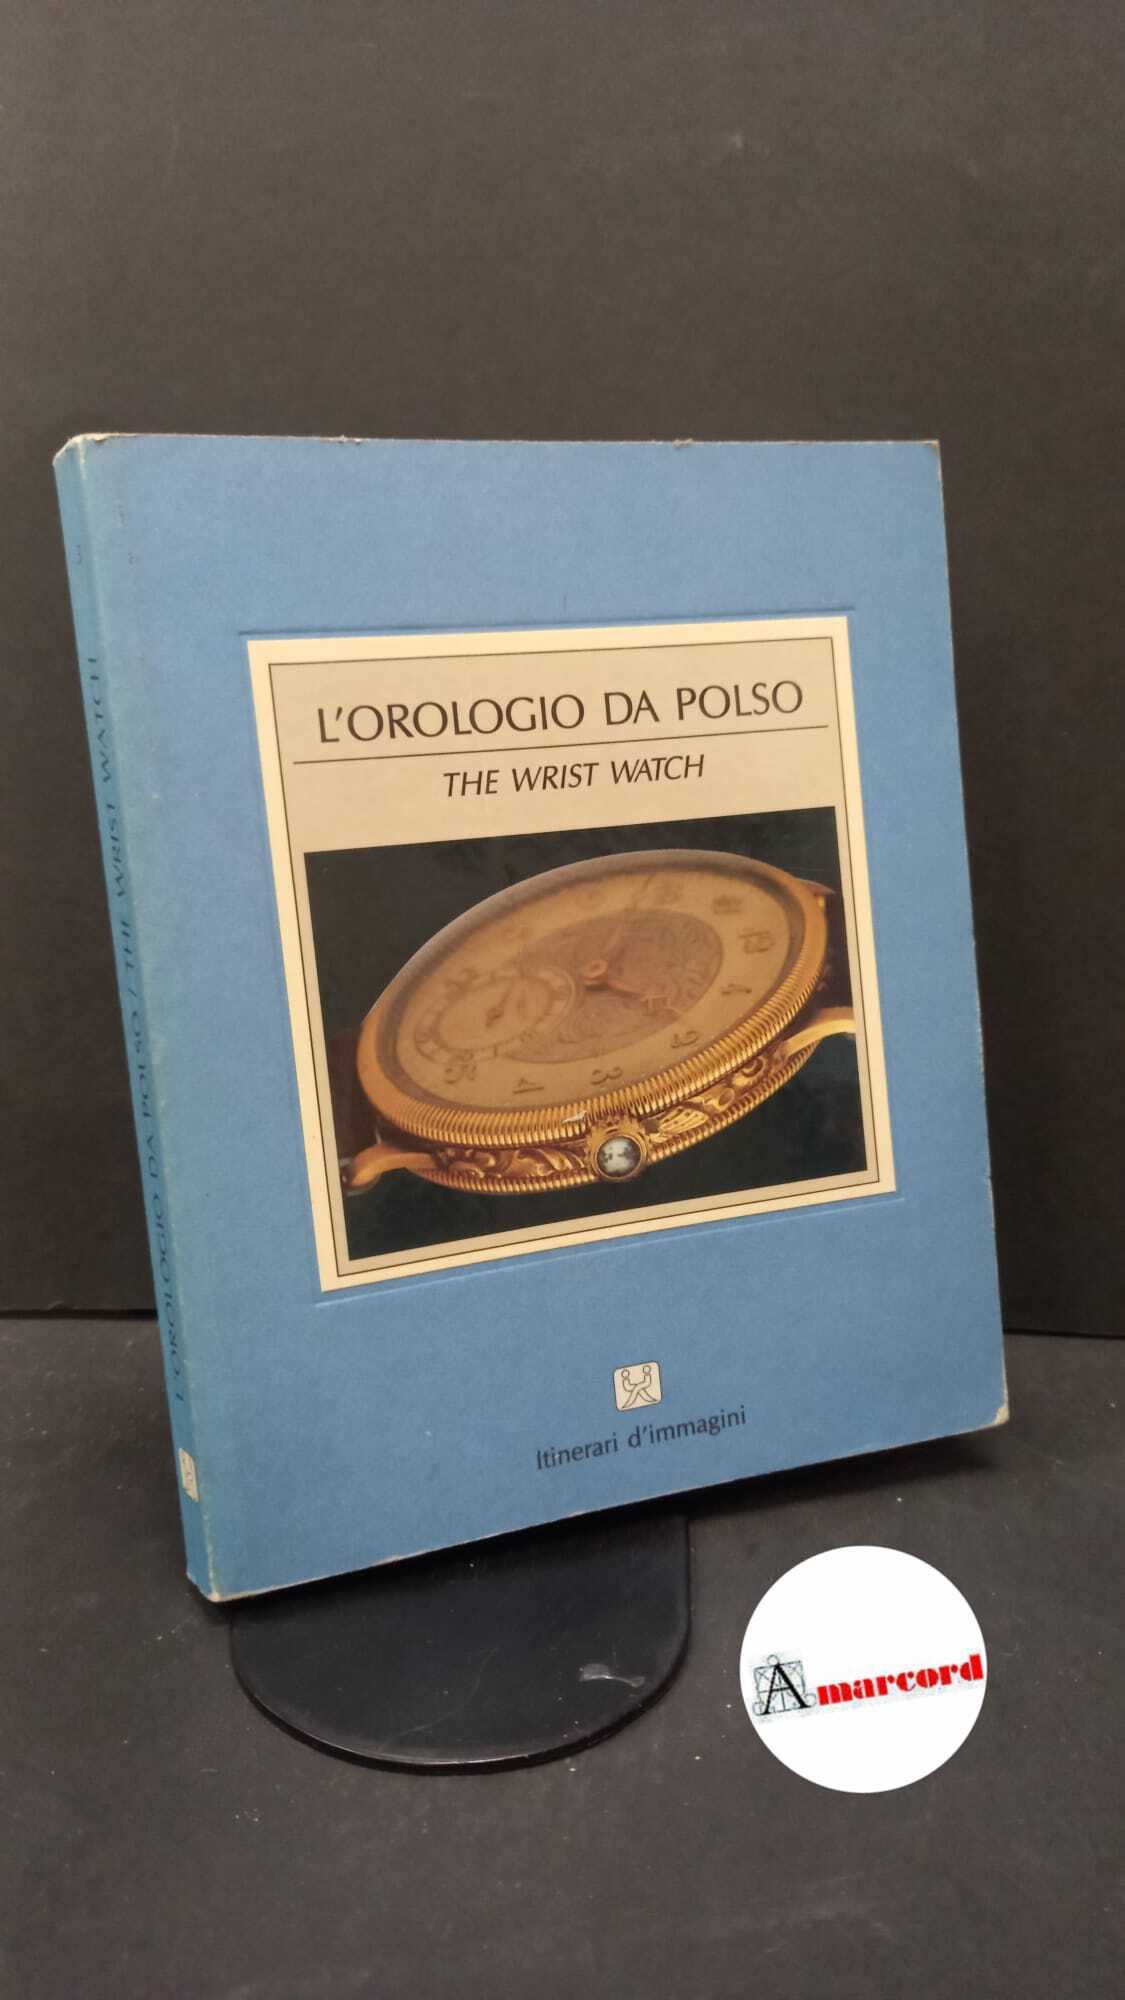 L'OROLOGIO DA POLSO
THE WRIST WATCH
Itinerari d'immagini
L'OROLOGIO DA POLSO / THE WRIST WATCH
Amarcord